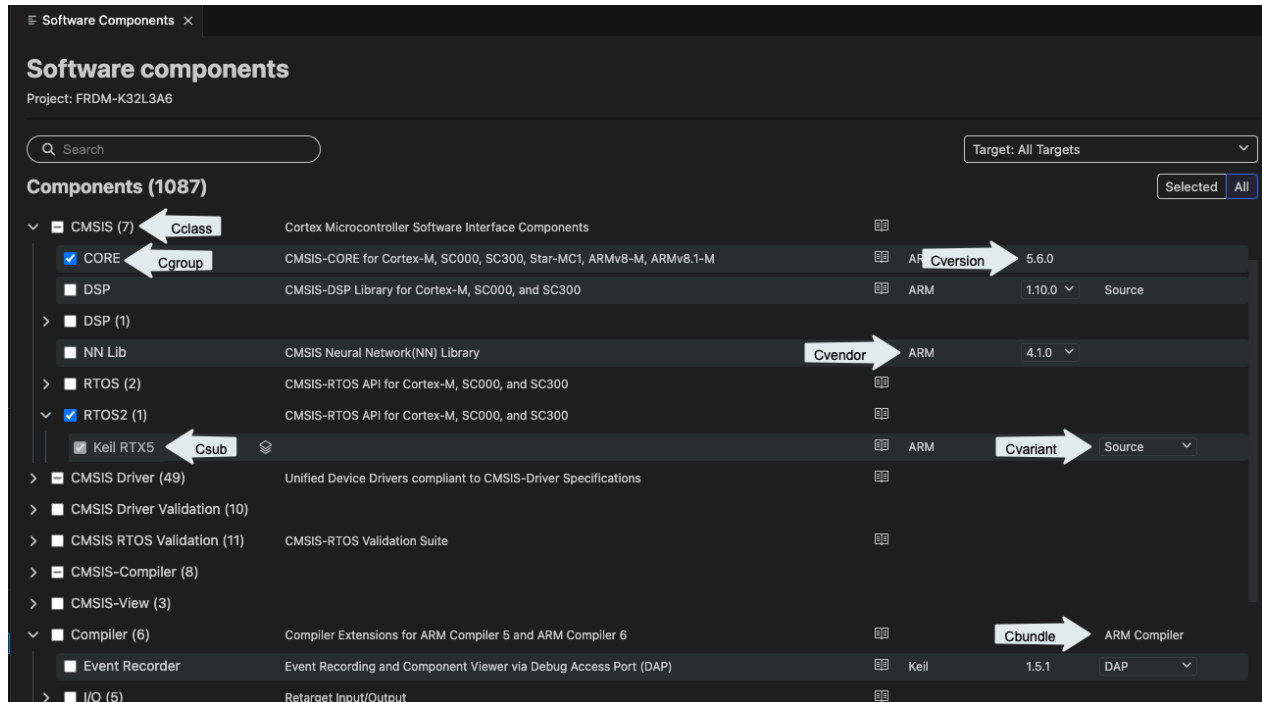 Software Components
Software components
Project: FRDM-K32L3A6
Search
Target: All Targets
Components (1087)
Selected All
CMSIS (7) Cclass Cortex Microcontroller Software Interface Components
CORE Cgroup CMSIS-CORE for Cortex-M, SC000, SC300, Star-MC1, ARMv8-M, ARMv8.1-M Cversion 5.6.0
DSP CMSIS-DSP Library for Cortex-M, SC000, and SC300 ARM 1.10.0 Source
DSP (1)
NN Lib CMSIS Neural Network(NN) Library Cvendor ARM 4.1.0
RTOS (2) CMSIS-RTOS API for Cortex-M, SC000, and SC300
RTOS2 (1) CMSIS-RTOS API for Cortex-M, SC000, and SC300
Keil RTX5 Csub ARM Cvariant Source
CMSIS Driver (49) Unified Device Drivers compliant to CMSIS-Driver Specifications
CMSIS Driver Validation (10)
CMSIS RTOS Validation (11) CMSIS-RTOS Validation Suite
CMSIS-Compiler (8)
CMSIS-View (3)
Compiler (6) Compiler Extensions for ARM Compiler 5 and ARM Compiler 6 Cbundle ARM Compiler
Event Recorder Event Recording and Component Viewer via Debug Access Port (DAP) Keil 1.5.1 DAP
I/O (5) Retarget Input/Output